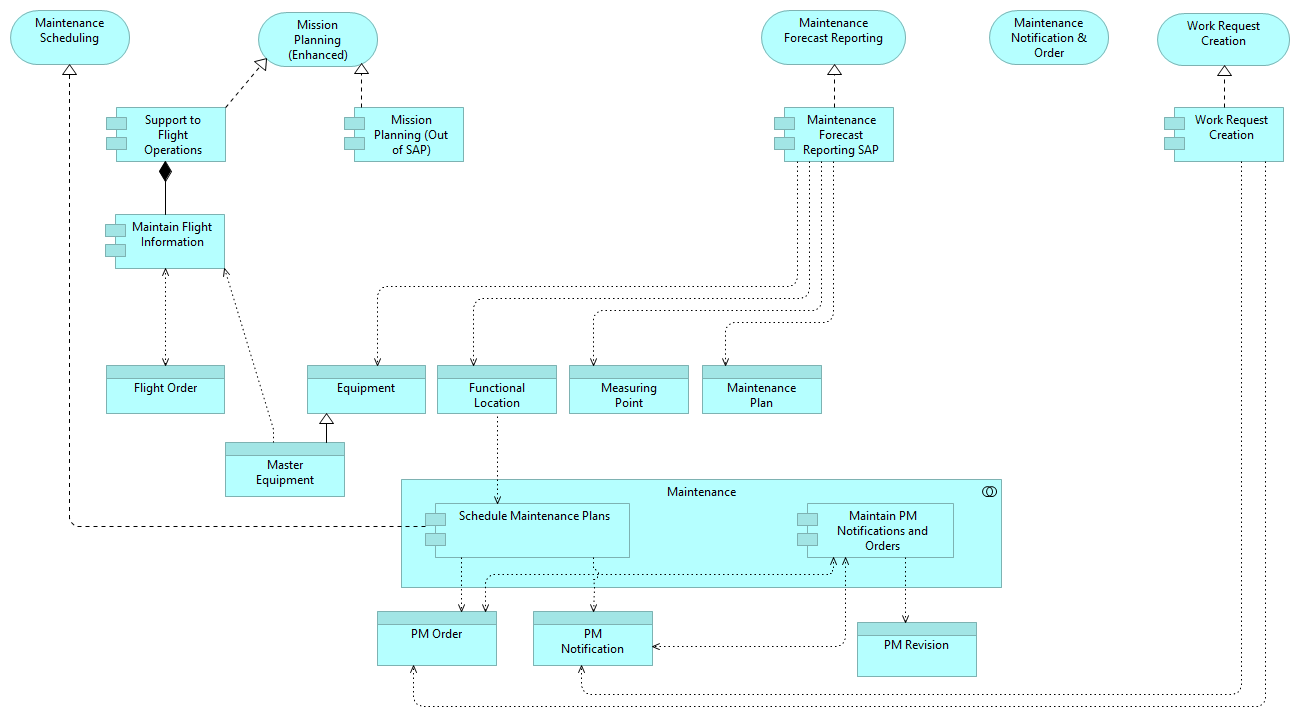 Maintenance
Scheduling
Mission
Planning
(Enhanced)
Maintenance
Forecast Reporting
Maintenance
Notification &
Order
Work Request
Creation
Support to
Flight
Operations
Mission
Planning (Out
of SAP)
Maintenance
Forecast
Reporting SAP
Work Request
Creation
Maintain Flight
Information
Flight Order
Equipment
Functional
Location
Measuring
Point
Maintenance
Plan
Master
Equipment
Maintenance
Schedule Maintenance Plans
Maintain PM
Notifications and
Orders
PM Order
PM
Notification
PM Revision